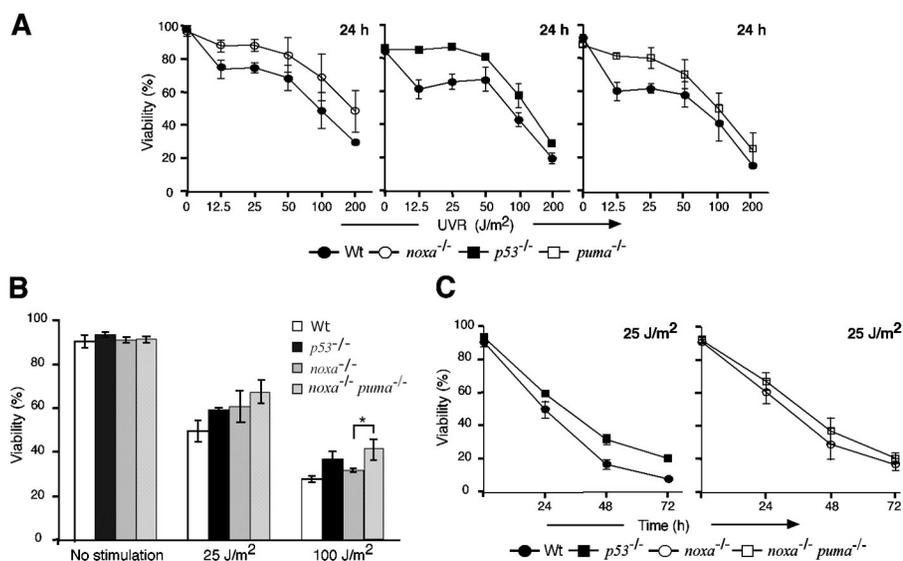 A
24 h
24 h
24 h
Viability (%)
100
80
60
40
20
0
0 12.5 25 50 100 200
0 12.5 25 50 100 200
0 12.5 25 50 100 200
UVR (J/m²)
Wt noxa-/- p53-/- puma-/-
B
Viability (%)
100
80
60
40
20
0
Wt
p53-/-
noxa-/-
noxa-/- puma-/-
*
No stimulation 25 J/m² 100 J/m²
C
25 J/m²
25 J/m²
Viability (%)
100
80
60
40
20
0
24 48 72
24 48 72
Time (h)
Wt p53-/- noxa-/- noxa-/- puma-/-